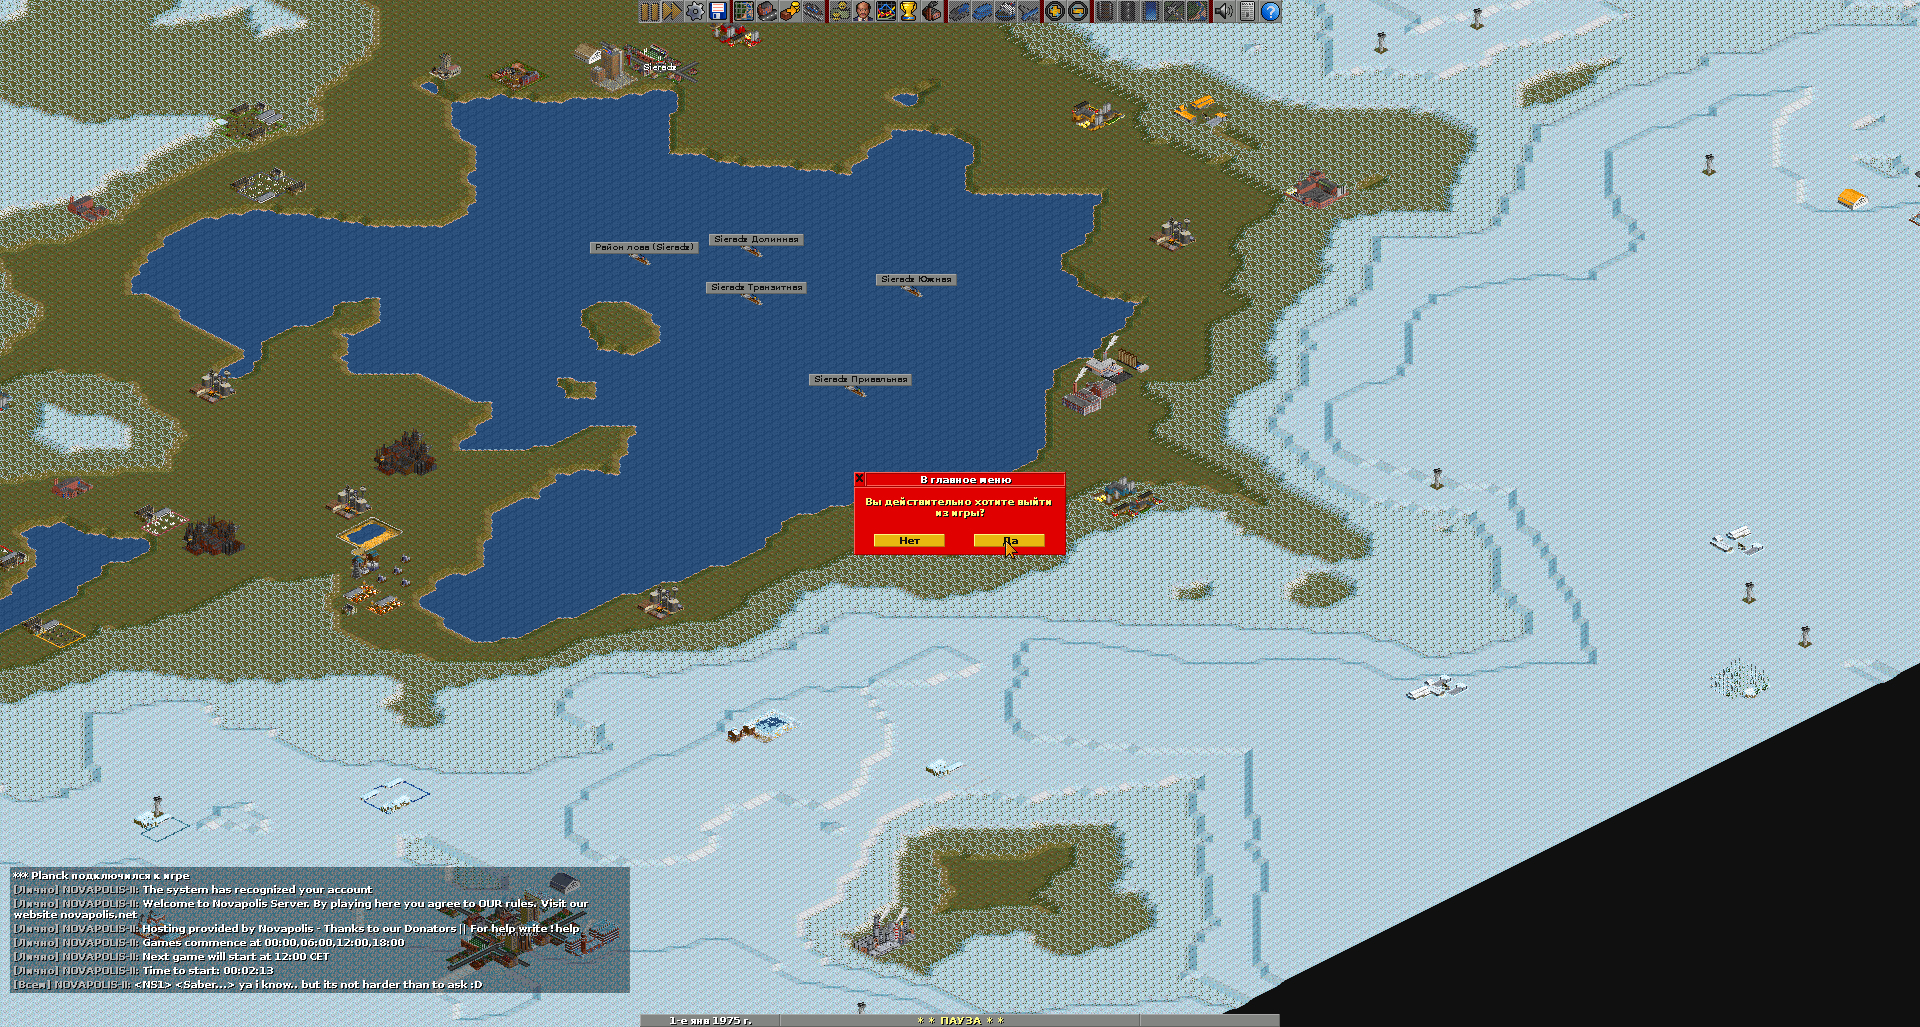 Sieradz
Район лова (Sieradz)
Sieradz Долинная
Sieradz Южная
Sieradz Транзитная
Sieradz Привальная
В главное меню
Вы действительно хотите выйти
из игры?
Нет
Да
*** Planck подключился к игре
[Лично] NOVAPOLIS-II: The system has recognized your account
[Лично] NOVAPOLIS-II: Welcome to Novapolis Server. By playing here you agree to OUR rules. Visit our
website novapolis.net
[Лично] NOVAPOLIS-II: Hosting provided by Novapolis - Thanks to our Donators || For help write !help
[Лично] NOVAPOLIS-II: Games commence at 00:00,06:00,12:00,18:00
[Лично] NOVAPOLIS-II: Next game will start at 12:00 CET
[Лично] NOVAPOLIS-II: Time to start: 00:02:13
[Всем] NOVAPOLIS-II: <NS1> <Saber...> ya i know.. but its not harder than to ask :D
1-е янв 1975 г.
* * ПАУЗА * *